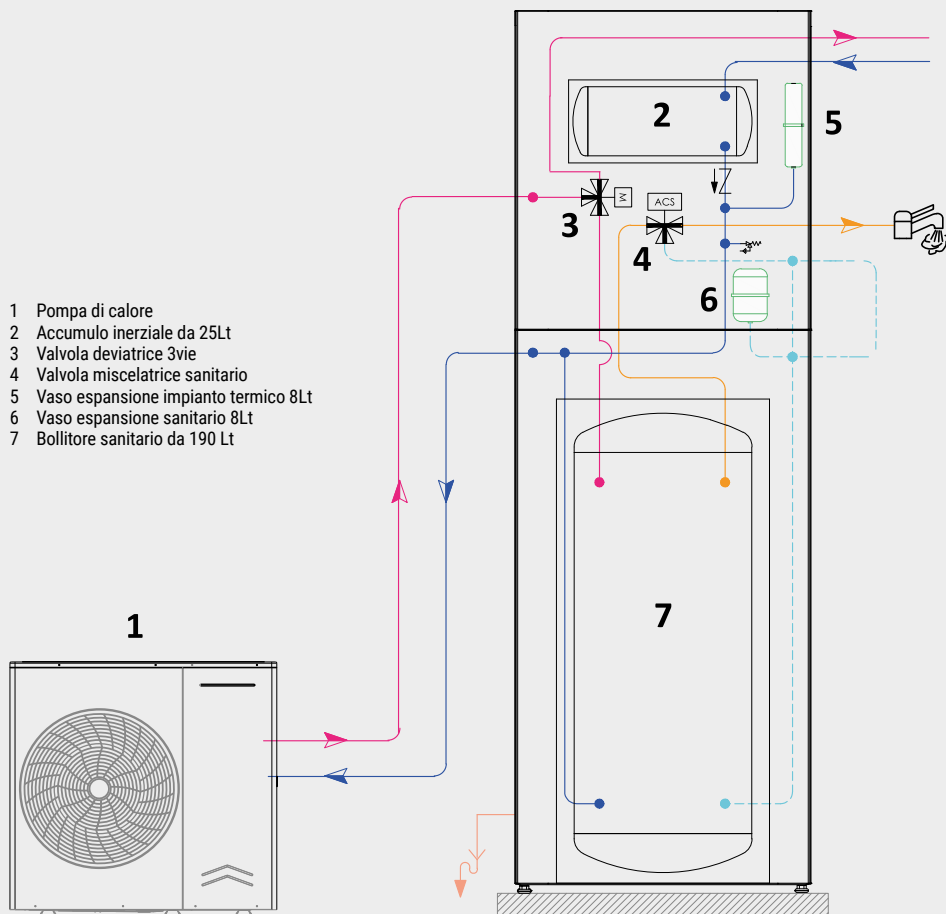 2
5
M
ACS
3
4
6
1 Pompa di calore
2 Accumulo inerziale da 25Lt
3 Valvola deviatrice 3vie
4 Valvola miscelatrice sanitario
5 Vaso espansione impianto termico 8Lt
6 Vaso espansione sanitario 8Lt
7 Bollitore sanitario da 190 Lt
1
7